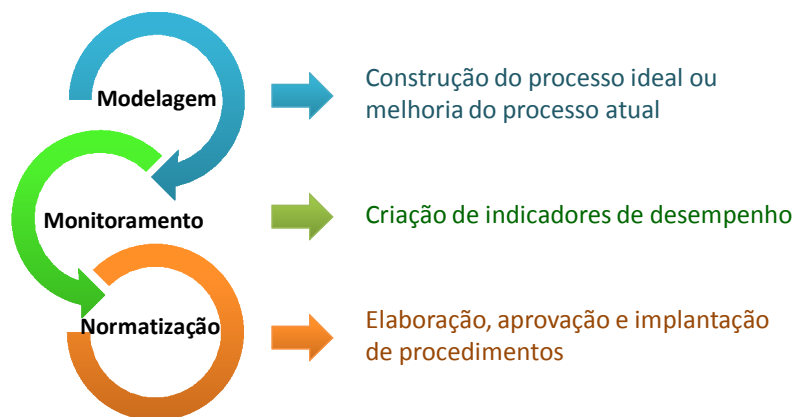 Modelagem
Construção do processo ideal ou
melhoria do processo atual
Monitoramento
Criação de indicadores de desempenho
Normatização
Elaboração, aprovação e implantação
de procedimentos